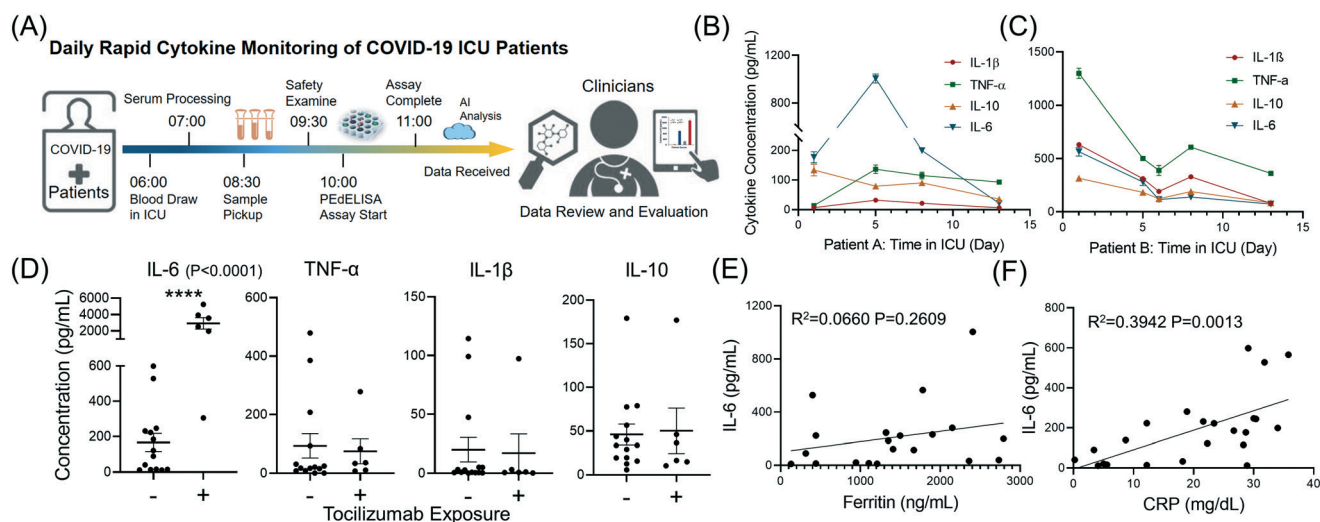 (A)
Daily Rapid Cytokine Monitoring of COVID-19 ICU Patients
COVID-19
Patients
Serum Processing
07:00
Safety
Examine
09:30
Assay
Complete
11:00
AI
Analysis
Data Received
06:00
Blood Draw
in ICU
08:30
Sample
Pickup
10:00
PEdELISA
Assay Start
Clinicians
Data Review and Evaluation
(B)
Cytokine Concentration (pg/mL)
1200
1000
800
200
100
0
0 5 10 15
IL-1β
TNF-α
IL-10
IL-6
Patient A: Time in ICU (Day)
(C)
1500
1000
500
0
0 5 10 15
IL-1ß
TNF-a
IL-10
IL-6
Patient B: Time in ICU (Day)
(D)
Concentration (pg/mL)
IL-6 (P<0.0001)
****
6000
4000
2000
600
400
200
0
- +
TNF-α
600
400
200
0
- +
IL-1β
150
100
50
0
- +
IL-10
200
150
100
50
0
- +
Tocilizumab Exposure
(E)
R²=0.0660 P=0.2609
IL-6 (pg/mL)
1200
800
400
0
0 1000 2000 3000
Ferritin (ng/mL)
(F)
R²=0.3942 P=0.0013
IL-6 (pg/mL)
800
600
400
200
0
0 10 20 30 40
CRP (mg/dL)